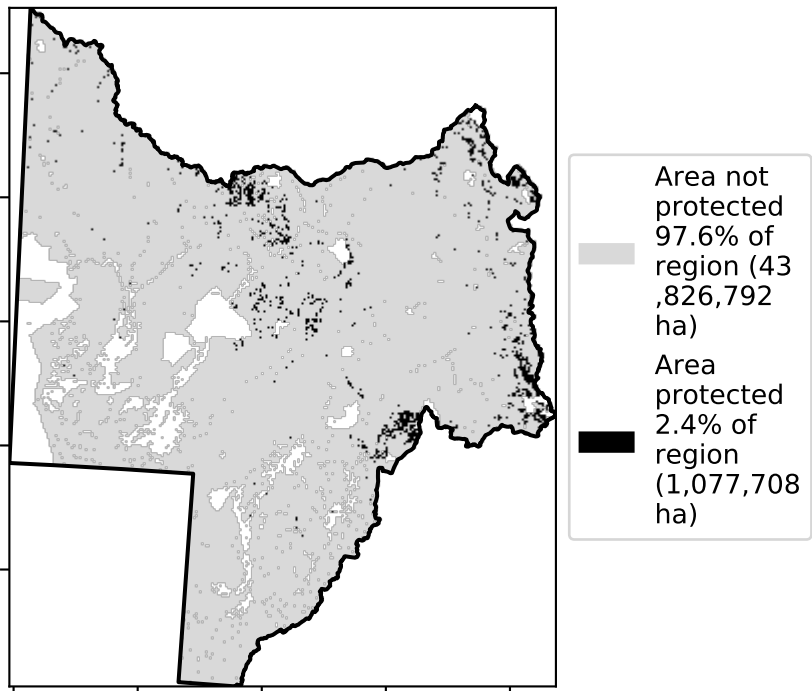 Area not
protected
97.6% of
region (43
,826,792
ha)
Area
protected
2.4% of
region
(1,077,708
ha)